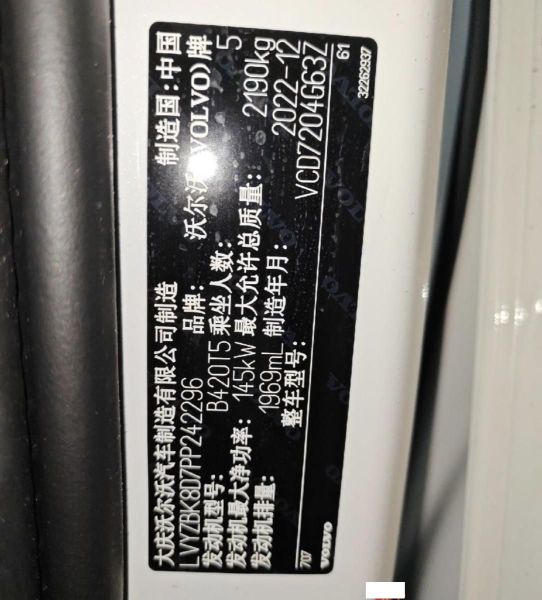 大庆沃尔沃汽车制造有限公司制造 制造国:中国
LVYZBK8D7PP242296 品牌: 沃尔沃(VOLVO)牌
发动机型号: B420T5 乘坐人数: 5
发动机最大净功率: 145kW 最大允许总质量: 2190kg
发动机排量: 1969mL 制造年月: 2022-12
整车型号: VCD7204G63Z
707 61
VOLVO 32262937